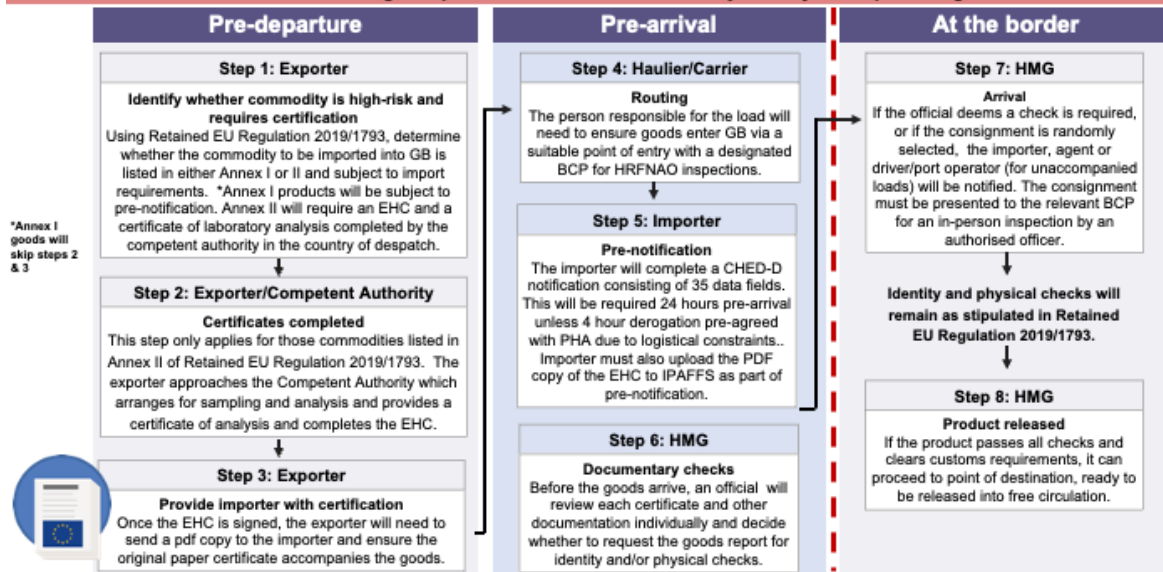 Pre-departure
Step 1: Exporter
Identify whether commodity is high-risk and
requires certification
Using Retained EU Regulation 2019/1793, determine
whether the commodity to be imported into GB is
listed in either Annex I or II and subject to import
requirements. *Annex I products will be subject to
pre-notification. Annex II will require an EHC and a
certificate of laboratory analysis completed by the
competent authority in the country of despatch.
*Annex I
goods will
skip steps 2
& 3
Step 2: Exporter/Competent Authority
Certificates completed
This step only applies for those commodities listed in
Annex II of Retained EU Regulation 2019/1793. The
exporter approaches the Competent Authority which
arranges for sampling and analysis and provides a
certificate of analysis and completes the EHC.
Step 3: Exporter
Provide importer with certification
Once the EHC is signed, the exporter will need to
send a pdf copy to the importer and ensure the
original paper certificate accompanies the goods.
Pre-arrival
Step 4: Haulier/Carrier
Routing
The person responsible for the load will
need to ensure goods enter GB via a
suitable point of entry with a designated
BCP for HRFNAO inspections.
Step 5: Importer
Pre-notification
The importer will complete a CHED-D
notification consisting of 35 data fields.
This will be required 24 hours pre-arrival
unless 4 hour derogation pre-agreed
with PHA due to logistical constraints..
Importer must also upload the PDF
copy of the EHC to IPAFFS as part of
pre-notification.
Step 6: HMG
Documentary checks
Before the goods arrive, an official will
review each certificate and other
documentation individually and decide
whether to request the goods report for
identity and/or physical checks.
At the border
Step 7: HMG
Arrival
If the official deems a check is required,
or if the consignment is randomly
selected, the importer, agent or
driver/port operator (for unaccompanied
loads) will be notified. The consignment
must be presented to the relevant BCP
for an in-person inspection by an
authorised officer.
Identity and physical checks will
remain as stipulated in Retained
EU Regulation 2019/1793.
Step 8: HMG
Product released
If the product passes all checks and
clears customs requirements, it can
proceed to point of destination, ready to
be released into free circulation.